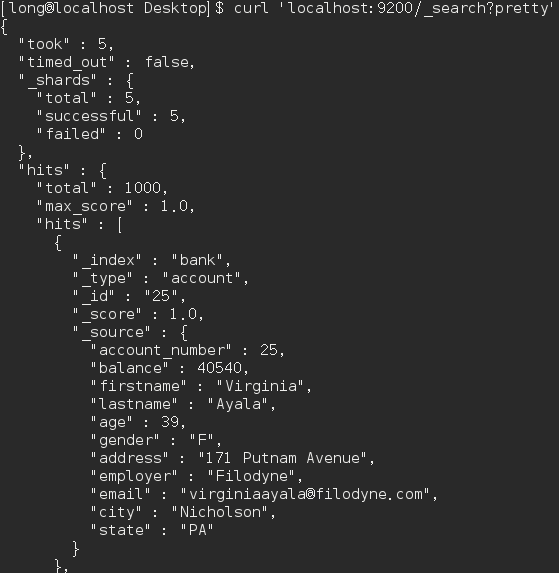 [long@localhost Desktop]$ curl 'localhost:9200/_search?pretty'
{
  "took" : 5,
  "timed_out" : false,
  "_shards" : {
    "total" : 5,
    "successful" : 5,
    "failed" : 0
  },
  "hits" : {
    "total" : 1000,
    "max_score" : 1.0,
    "hits" : [
      {
        "_index" : "bank",
        "_type" : "account",
        "_id" : "25",
        "_score" : 1.0,
        "_source" : {
          "account_number" : 25,
          "balance" : 40540,
          "firstname" : "Virginia",
          "lastname" : "Ayala",
          "age" : 39,
          "gender" : "F",
          "address" : "171 Putnam Avenue",
          "employer" : "Filodyne",
          "email" : "virginiaayala@filodyne.com",
          "city" : "Nicholson",
          "state" : "PA"
        }
      },